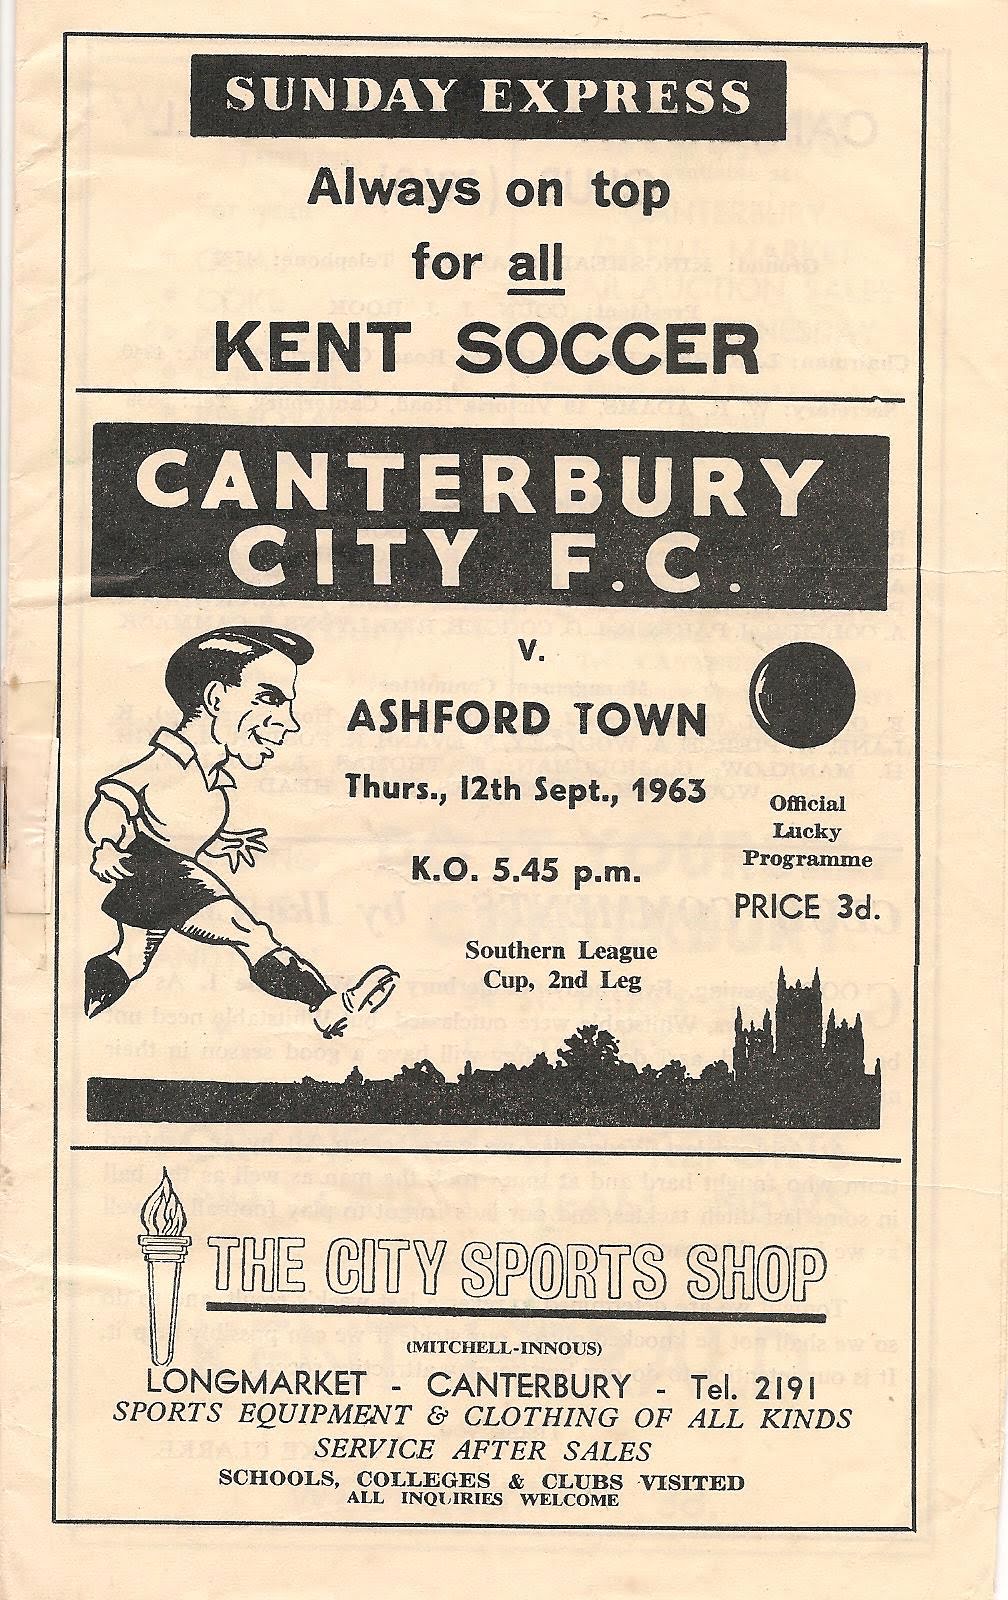 SUNDAY EXPRESS
Always on top
for all
KENT SOCCER
CANTERBURY
CITY F.C.
v.
ASHFORD TOWN
Thurs., 12th Sept., 1963
K.O. 5.45 p.m.
Southern League
Cup, 2nd Leg
Official
Lucky
Programme
PRICE 3d.
THE CITY SPORTS SHOP
(MITCHELL-INNOUS)
LONGMARKET - CANTERBURY - Tel. 2191
SPORTS EQUIPMENT & CLOTHING OF ALL KINDS
SERVICE AFTER SALES
SCHOOLS, COLLEGES & CLUBS VISITED
ALL INQUIRIES WELCOME